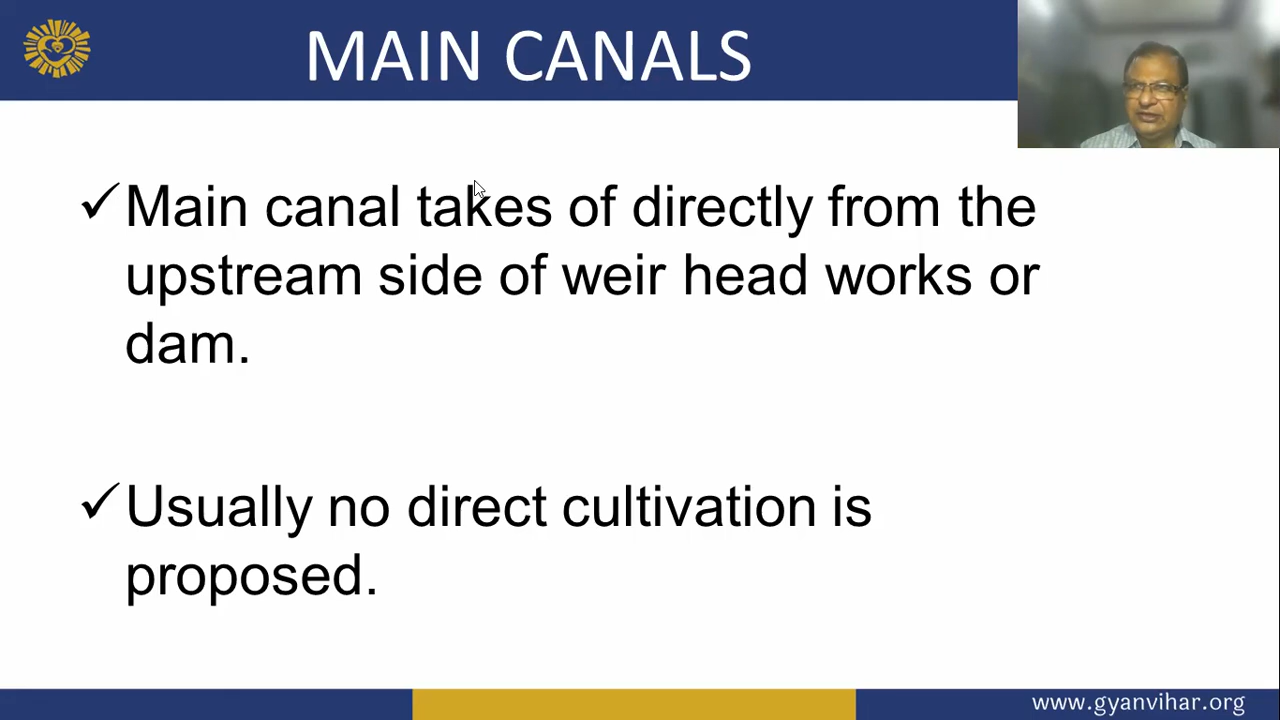 MAIN CANALS
✓Main canal takes of directly from the
upstream side of weir head works or
dam.
✓Usually no direct cultivation is
proposed.
www.gyanvihar.org